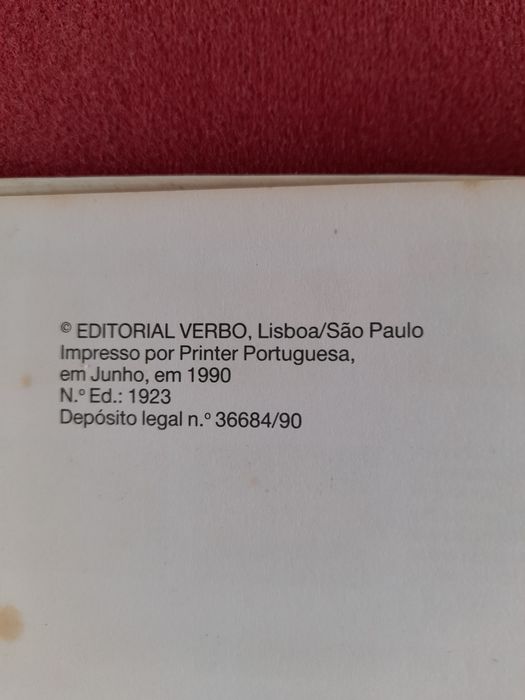 © EDITORIAL VERBO, Lisboa/São Paulo
Impresso por Printer Portuguesa,
em Junho, em 1990
N.º Ed.: 1923
Depósito legal n.º 36684/90